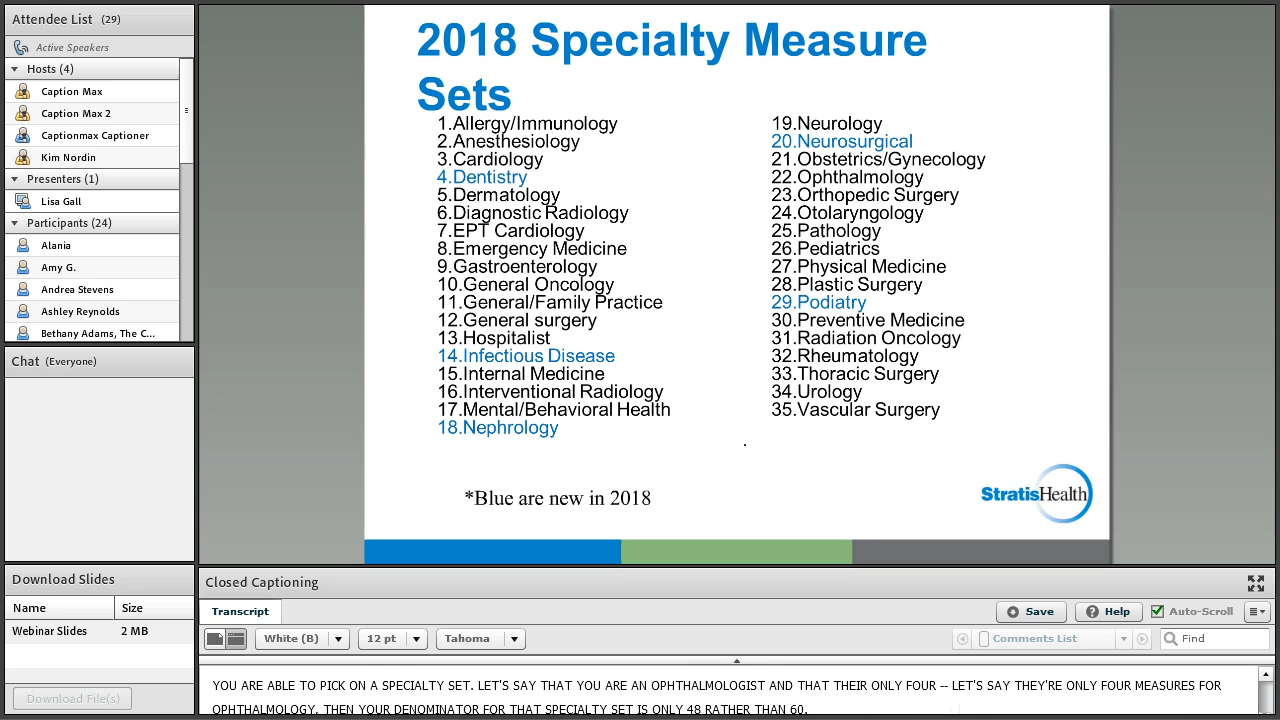 Attendee List (29)
Active Speakers
Hosts (4)
Caption Max
Caption Max 2
Captionmax Captioner
Kim Nordin
Presenters (1)
Lisa Gall
Participants (24)
Alania
Amy G.
Andrea Stevens
Ashley Reynolds
Bethany Adams, The C...
Chat (Everyone)
Download Slides
Name Size
Webinar Slides 2 MB
Download File(s)
2018 Specialty Measure
Sets
1.Allergy/Immunology
2.Anesthesiology
3.Cardiology
4.Dentistry
5.Dermatology
6.Diagnostic Radiology
7.EPT Cardiology
8.Emergency Medicine
9.Gastroenterology
10.General Oncology
11.General/Family Practice
12.General surgery
13.Hospitalist
14.Infectious Disease
15.Internal Medicine
16.Interventional Radiology
17.Mental/Behavioral Health
18.Nephrology
19.Neurology
20.Neurosurgical
21.Obstetrics/Gynecology
22.Ophthalmology
23.Orthopedic Surgery
24.Otolaryngology
25.Pathology
26.Pediatrics
27.Physical Medicine
28.Plastic Surgery
29.Podiatry
30.Preventive Medicine
31.Radiation Oncology
32.Rheumatology
33.Thoracic Surgery
34.Urology
35.Vascular Surgery
.
*Blue are new in 2018
StratisHealth
Closed Captioning
Transcript
Save Help Auto-Scroll
White (B) 12 pt Tahoma Comments List Find
YOU ARE ABLE TO PICK ON A SPECIALTY SET. LET'S SAY THAT YOU ARE AN OPHTHALMOLOGIST AND THAT THEIR ONLY FOUR -- LET'S SAY THEY'RE ONLY FOUR MEASURES FOR
OPHTHALMOLOGY, THEN YOUR DENOMINATOR FOR THAT SPECIALTY SET IS ONLY 48 RATHER THAN 60.